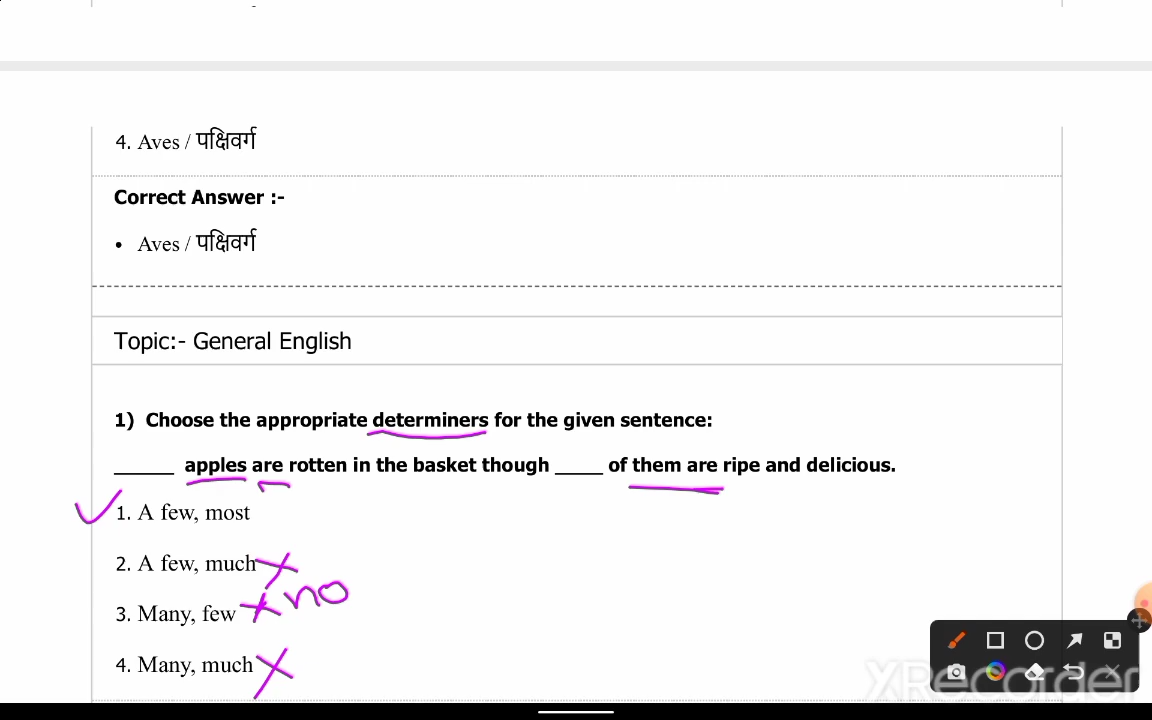 4. Aves / पक्षिवर्ग
Correct Answer :-
• Aves / पक्षिवर्ग
Topic:- General English
1) Choose the appropriate determiners for the given sentence:
_____ apples are rotten in the basket though ____ of them are ripe and delicious.
1. A few, most
2. A few, much
no
3. Many, few
4. Many, much
XRecorder